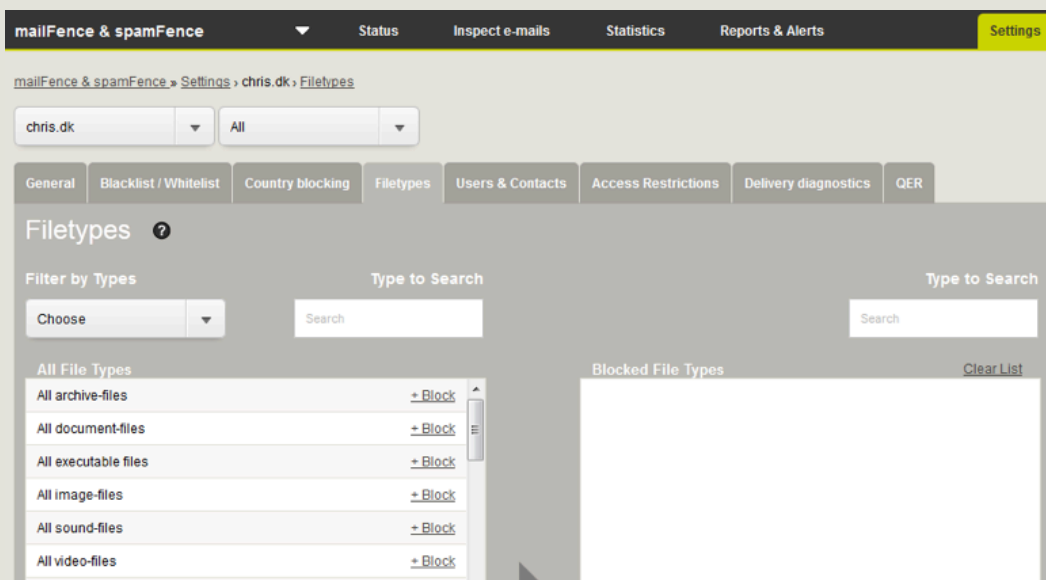 mailFence & spamFence Status Inspect e-mails Statistics Reports & Alerts Settings
mailFence & spamFence » Settings › chris.dk › Filetypes
chris.dk All
General Blacklist / Whitelist Country blocking Filetypes Users & Contacts Access Restrictions Delivery diagnostics QER
Filetypes ?
Filter by Types Type to Search Type to Search
Choose Search Search
All File Types Blocked File Types Clear List
All archive-files + Block
All document-files + Block
All executable files + Block
All image-files + Block
All sound-files + Block
All video-files + Block